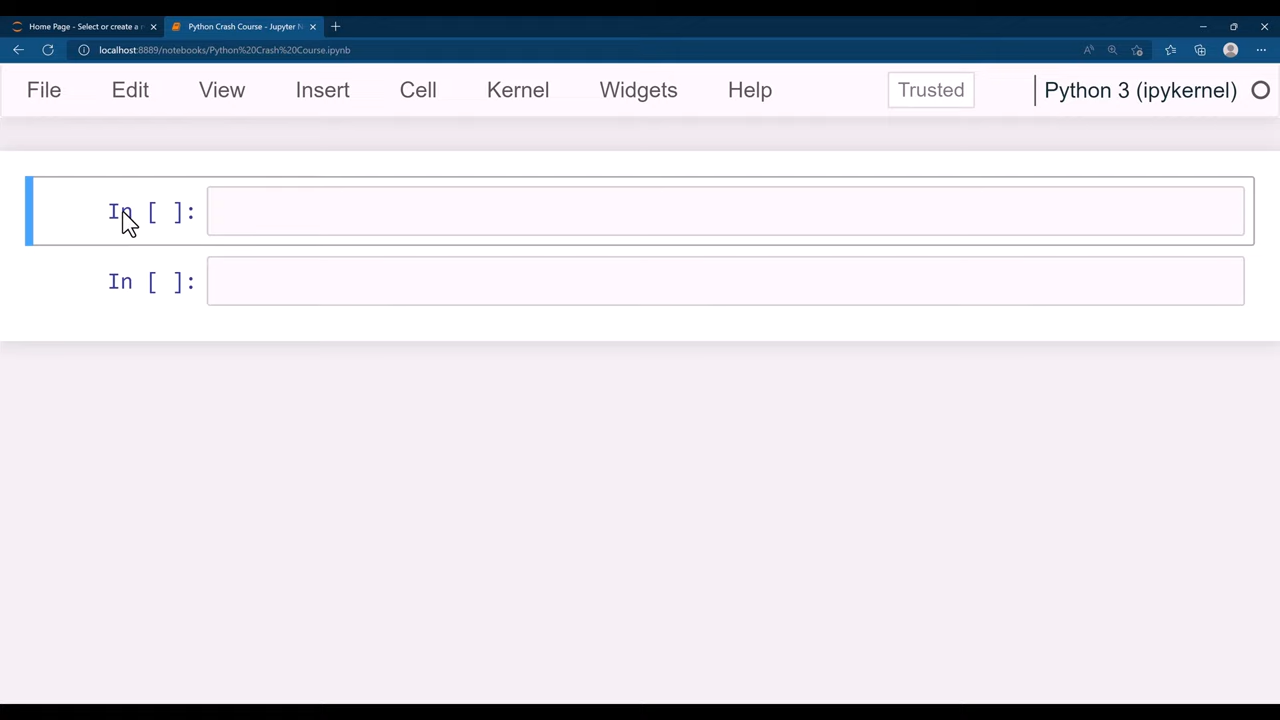 Home Page - Select or create a n
Python Crash Course - Jupyter N
localhost:8889/notebooks/Python%20Crash%20Course.ipynb
File Edit View Insert Cell Kernel Widgets Help Trusted Python 3 (ipykernel)
In [ ]:
In [ ]: